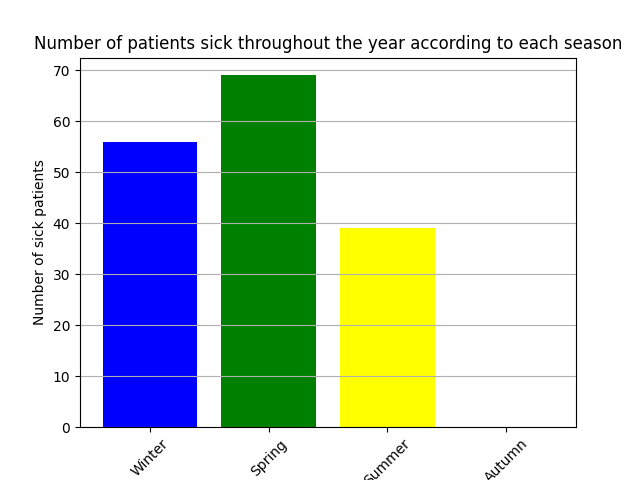 Number of patients sick throughout the year according to each season
Number of sick patients
70
60
50
40
30
20
10
0
Winter
Spring
Summer
Autumn